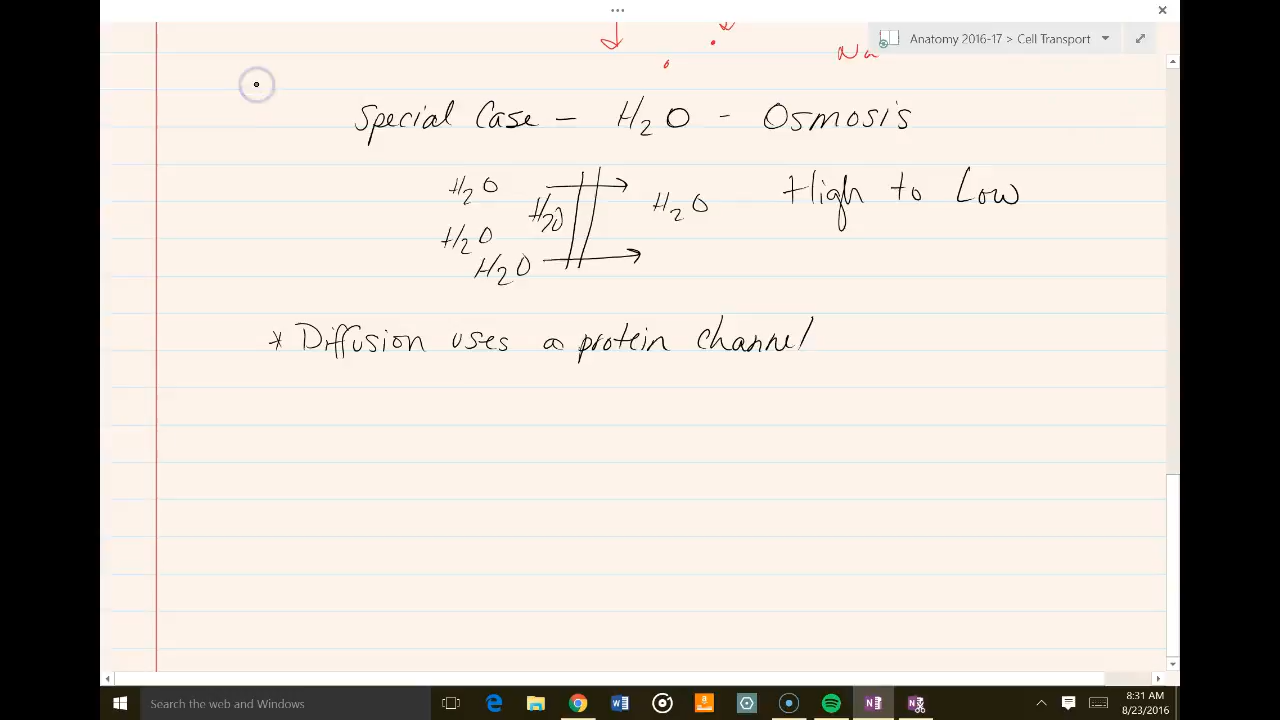 Anatomy 2016-17 > Cell Transport
Na
Special Case - H2O - Osmosis
H2O H2O H2O High to Low
H2O
H2O
* Diffusion uses a protein channel
Search the web and Windows
8:31 AM
8/23/2016